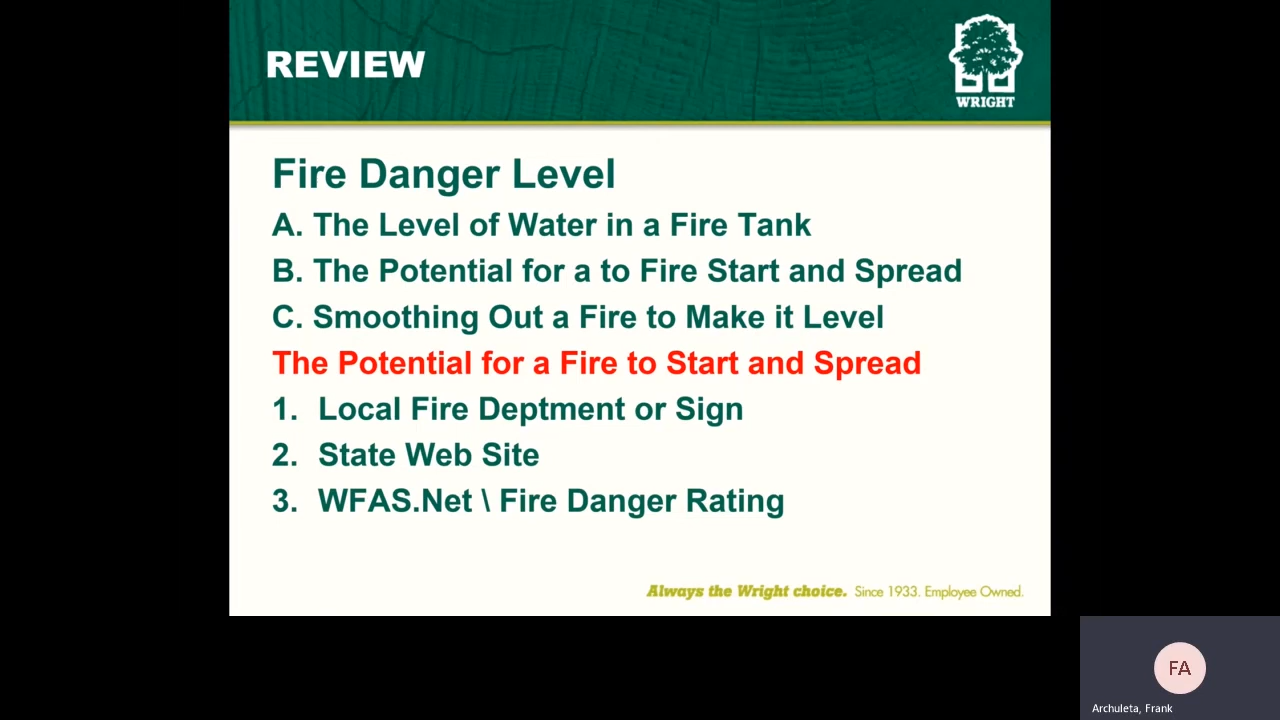 REVIEW
WRIGHT
Fire Danger Level
A. The Level of Water in a Fire Tank
B. The Potential for a to Fire Start and Spread
C. Smoothing Out a Fire to Make it Level
The Potential for a Fire to Start and Spread
1. Local Fire Deptment or Sign
2. State Web Site
3. WFAS.Net \ Fire Danger Rating
Always the Wright choice. Since 1933. Employee Owned.
FA
Archuleta, Frank